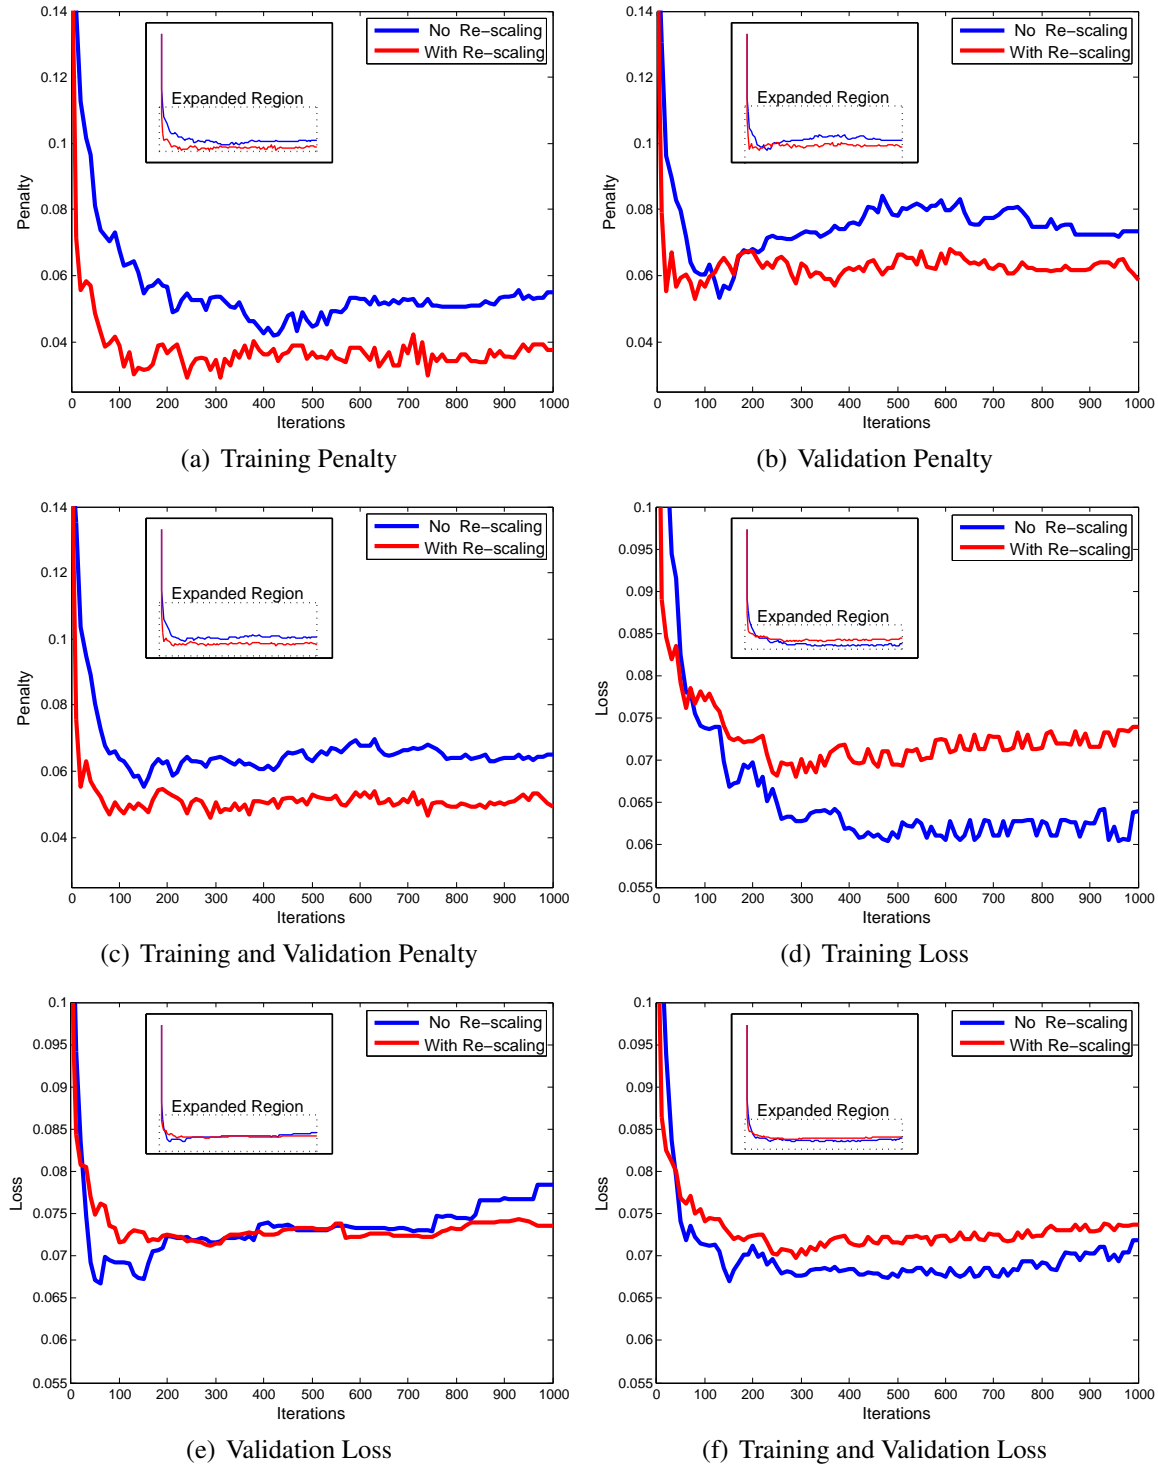 0.14
0.12
0.1
0.08
0.06
0.04
Penalty
No Re-scaling
With Re-scaling
Expanded Region
0 100 200 300 400 500 600 700 800 900 1000
Iterations
(a) Training Penalty
0.14
0.12
0.1
0.08
0.06
0.04
Penalty
No Re-scaling
With Re-scaling
Expanded Region
0 100 200 300 400 500 600 700 800 900 1000
Iterations
(b) Validation Penalty
0.14
0.12
0.1
0.08
0.06
0.04
Penalty
No Re-scaling
With Re-scaling
Expanded Region
0 100 200 300 400 500 600 700 800 900 1000
Iterations
(c) Training and Validation Penalty
0.1
0.095
0.09
0.085
0.08
0.075
0.07
0.065
0.06
0.055
Loss
No Re-scaling
With Re-scaling
Expanded Region
0 100 200 300 400 500 600 700 800 900 1000
Iterations
(d) Training Loss
0.1
0.095
0.09
0.085
0.08
0.075
0.07
0.065
0.06
0.055
Loss
No Re-scaling
With Re-scaling
Expanded Region
0 100 200 300 400 500 600 700 800 900 1000
Iterations
(e) Validation Loss
0.1
0.095
0.09
0.085
0.08
0.075
0.07
0.065
0.06
0.055
Loss
No Re-scaling
With Re-scaling
Expanded Region
0 100 200 300 400 500 600 700 800 900 1000
Iterations
(f) Training and Validation Loss